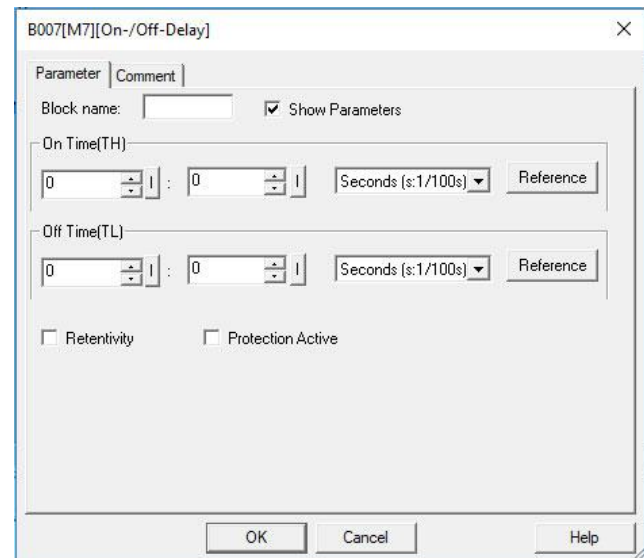 B007[M7][On-/Off-Delay]
Parameter Comment
Block name: Show Parameters
On Time(TH)
0 : 0 Seconds (s:1/100s) Reference
Off Time(TL)
0 : 0 Seconds (s:1/100s) Reference
Retentivity Protection Active
OK Cancel Help